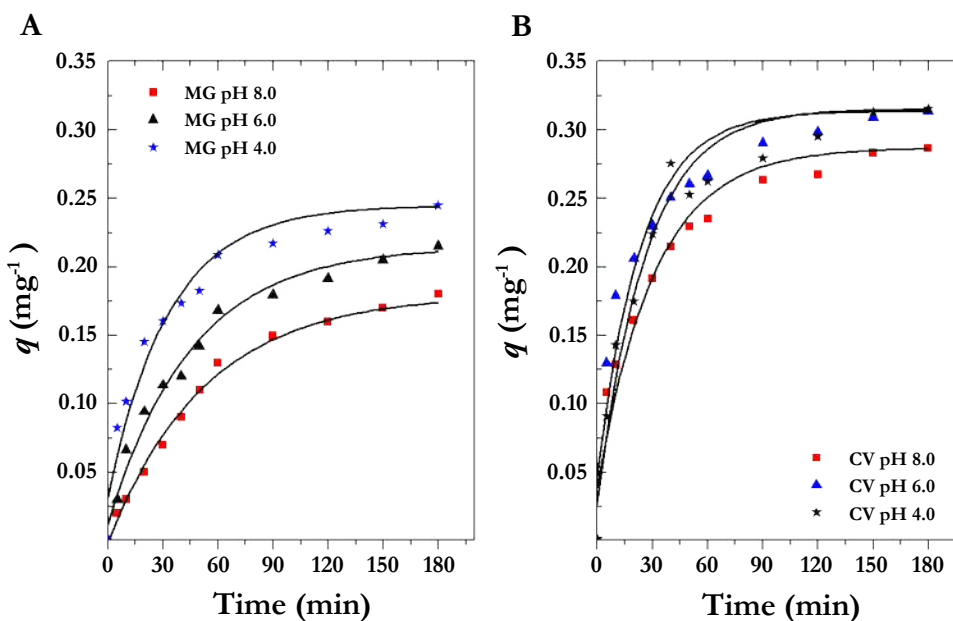 A
B
0.35
0.30
0.25
0.20
0.15
0.10
0.05
q (mg-1)
MG pH 8.0
MG pH 6.0
MG pH 4.0
0 30 60 90 120 150 180
Time (min)
0.35
0.30
0.25
0.20
0.15
0.10
0.05
q (mg-1)
CV pH 8.0
CV pH 6.0
CV pH 4.0
0 30 60 90 120 150 180
Time (min)